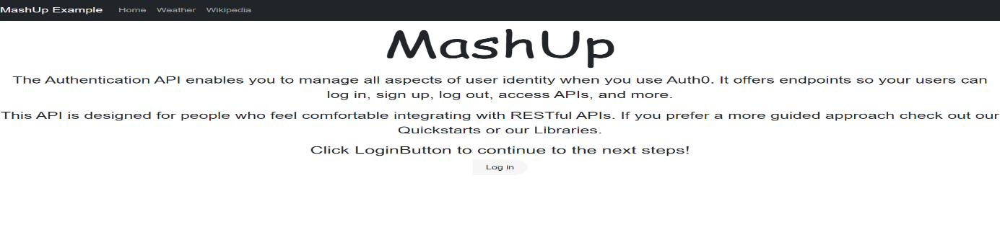 MashUp Example Home Weather Wikipedia
MashUp
The Authentication API enables you to manage all aspects of user identity when you use Auth0. It offers endpoints so your users can
log in, sign up, log out, access APIs, and more.
This API is designed for people who feel comfortable integrating with RESTful APIs. If you prefer a more guided approach check out our
Quickstarts or our Libraries.
Click LoginButton to continue to the next steps!
Log in